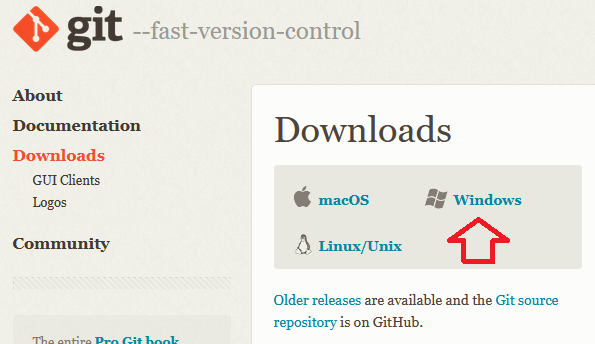 git --fast-version-control
About
Documentation
Downloads
GUI Clients
Logos
Community
The entire Pro Git book
Downloads
macOS
Windows
Linux/Unix
Older releases are available and the Git source
repository is on GitHub.